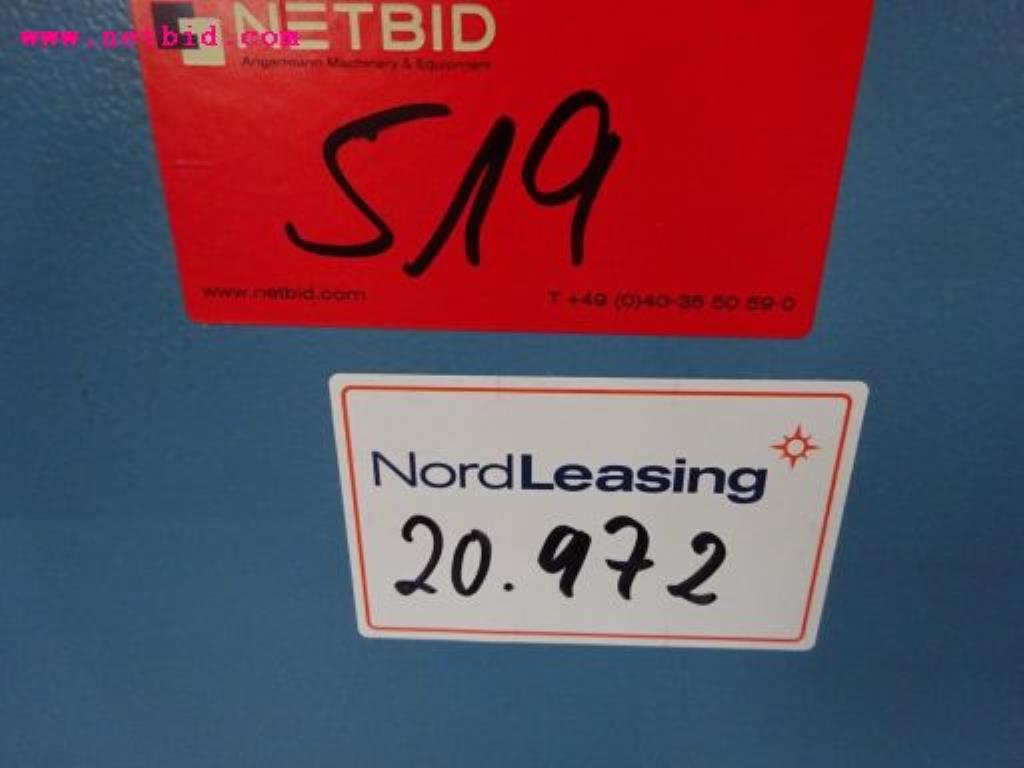 www.netbid.com
NETBID
Angermann Machinery & Equipment
519
www.netbid.com
T +49 (0)40-35 50 59-0
NordLeasing
20.972